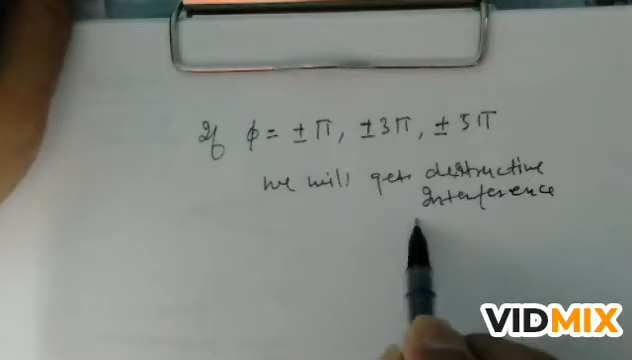 If φ = ± π, ± 3π, ± 5π
we will gets destructive
Interference
VIDMIX